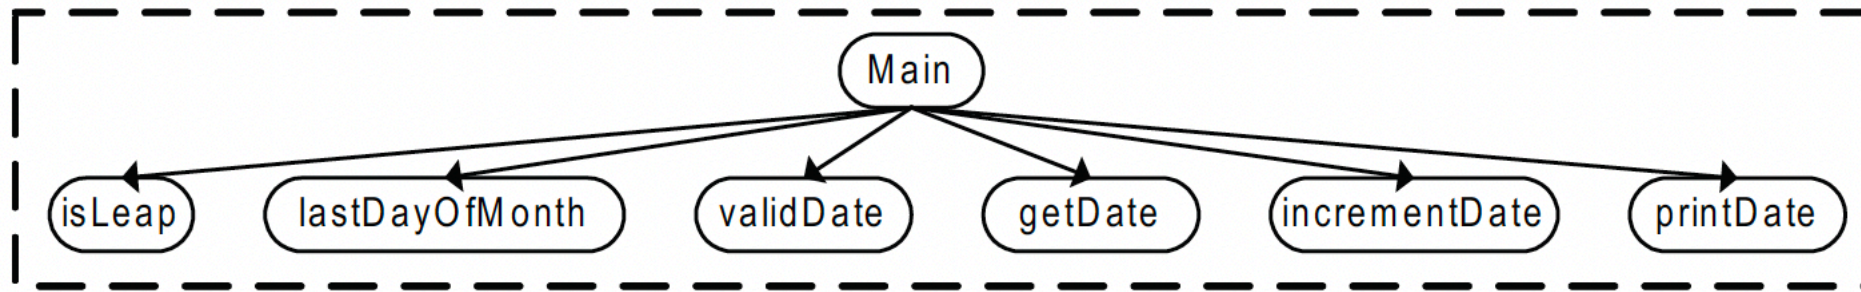 Main
isLeap
lastDayOfMonth
validDate
getDate
incrementDate
printDate